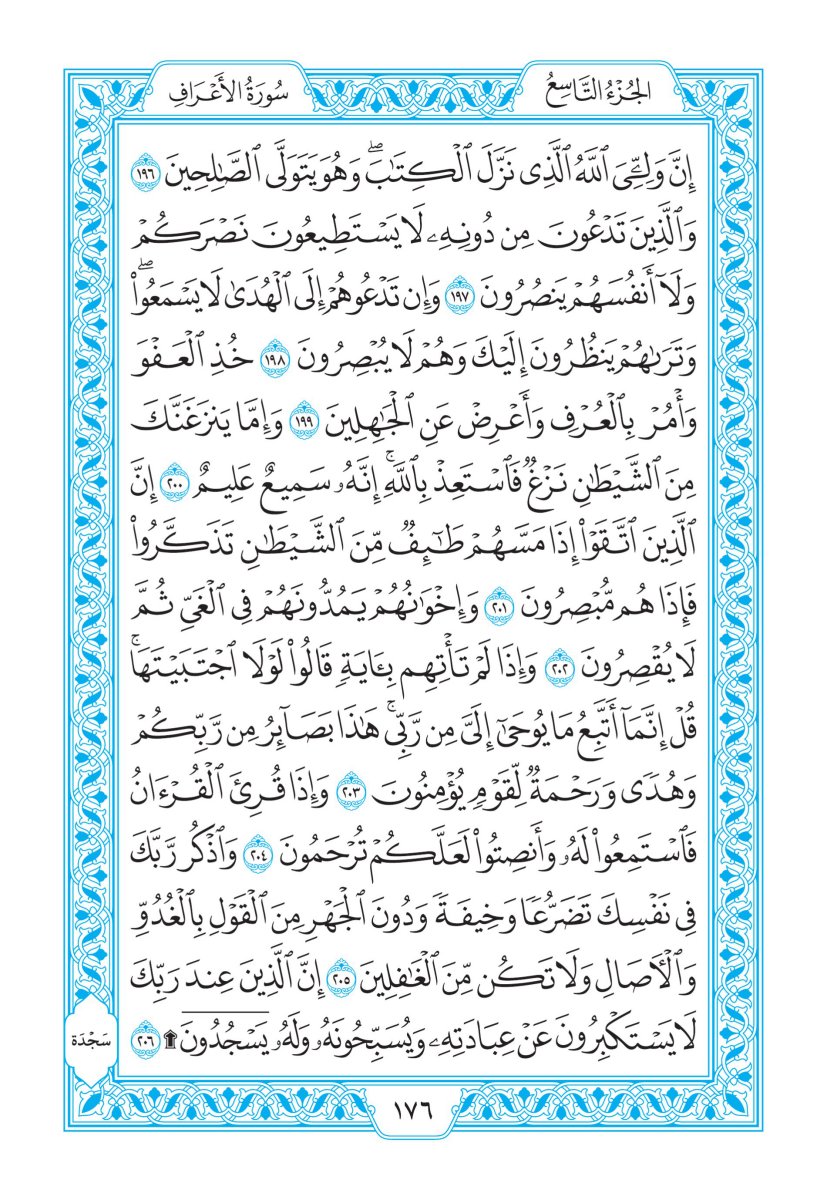 الجُزْءُ التَّاسِعُ
سُورَةُ الأَعْرَافِ
إِنَّ وَلِـِّۧيَ ٱللَّهُ ٱلَّذِي نَزَّلَ ٱلۡكِتَٰبَۖ وَهُوَ يَتَوَلَّى ٱلصَّٰلِحِينَ ١٩٦
وَٱلَّذِينَ تَدۡعُونَ مِن دُونِهِۦ لَا يَسۡتَطِيعُونَ نَصۡرَكُمۡ
وَلَآ أَنفُسَهُمۡ يَنصُرُونَ ١٩٧ وَإِن تَدۡعُوهُمۡ إِلَى ٱلۡهُدَىٰ لَا يَسۡمَعُواْۖ
وَتَرَىٰهُمۡ يَنظُرُونَ إِلَيۡكَ وَهُمۡ لَا يُبۡصِرُونَ ١٩٨ خُذِ ٱلۡعَفۡوَ
وَأۡمُرۡ بِٱلۡعُرۡفِ وَأَعۡرِضۡ عَنِ ٱلۡجَٰهِلِينَ ١٩٩ وَإِمَّا يَنزَغَنَّكَ
مِنَ ٱلشَّيۡطَٰنِ نَزۡغٞ فَٱسۡتَعِذۡ بِٱللَّهِۚ إِنَّهُۥ سَمِيعٌ عَلِيمٌ ٢٠٠ إِنَّ
ٱلَّذِينَ ٱتَّقَوۡاْ إِذَا مَسَّهُمۡ طَٰٓئِفٞ مِّنَ ٱلشَّيۡطَٰنِ تَذَكَّرُواْ
فَإِذَا هُم مُّبۡصِرُونَ ٢٠١ وَإِخۡوَٰنُهُمۡ يَمُدُّونَهُمۡ فِي ٱلۡغَيِّ ثُمَّ
لَا يُقۡصِرُونَ ٢٠٢ وَإِذَا لَمۡ تَأۡتِهِم بِـَٔايَةٖ قَالُواْ لَوۡلَا ٱجۡتَبَيۡتَهَاۚ
قُلۡ إِنَّمَآ أَتَّبِعُ مَا يُوحَىٰٓ إِلَيَّ مِن رَّبِّيۚ هَٰذَا بَصَآئِرُ مِن رَّبِّكُمۡ
وَهُدٗى وَرَحۡمَةٞ لِّقَوۡمٖ يُؤۡمِنُونَ ٢٠٣ وَإِذَا قُرِئَ ٱلۡقُرۡءَانُ
فَٱسۡتَمِعُواْ لَهُۥ وَأَنصِتُواْ لَعَلَّكُمۡ تُرۡحَمُونَ ٢٠٤ وَٱذۡكُر رَّبَّكَ
فِي نَفۡسِكَ تَضَرُّعٗا وَخِيفَةٗ وَدُونَ ٱلۡجَهۡرِ مِنَ ٱلۡقَوۡلِ بِٱلۡغُدُوِّ
وَٱلۡأٓصَالِ وَلَا تَكُن مِّنَ ٱلۡغَٰفِلِينَ ٢٠٥ إِنَّ ٱلَّذِينَ عِندَ رَبِّكَ
لَا يَسۡتَكۡبِرُونَ عَنۡ عِبَادَتِهِۦ وَيُسَبِّحُونَهُۥ وَلَهُۥ يَسۡجُدُونَۤ ۩ ٢٠٦
سَجْدَة
١٧٦